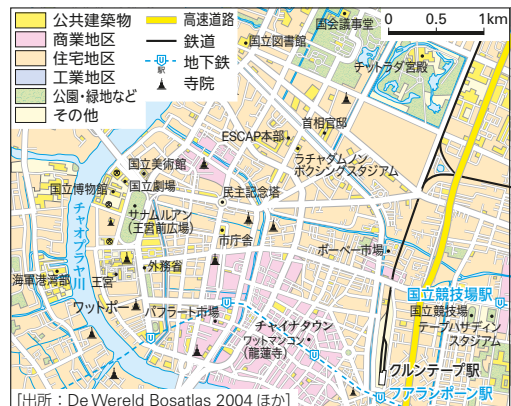 公共建築物
商業地区
住宅地区
工業地区
公園・緑地など
その他
高速道路
鉄道
駅
地下鉄
寺院
0 0.5 1km
国会議事堂
国立図書館
チットラダ宮殿
首相官邸
ESCAP本部
ラチャダムノン
ボクシングスタジアム
国立美術館
国立博物館
国立劇場
民主記念塔
サナムルアン
(王宮前広場)
チャオプラヤ川
市庁舎
ボーベー市場
外務省
海軍港湾部
王宮
ワットポー
パフラート市場
国立競技場駅
国立競技場
テープハサディン
スタジアム
チャイナタウン
ワットマンコン
(龍蓮寺)
クルンテープ駅
フアランポーン駅
[出所:De Wereld Bosatlas 2004 ほか]